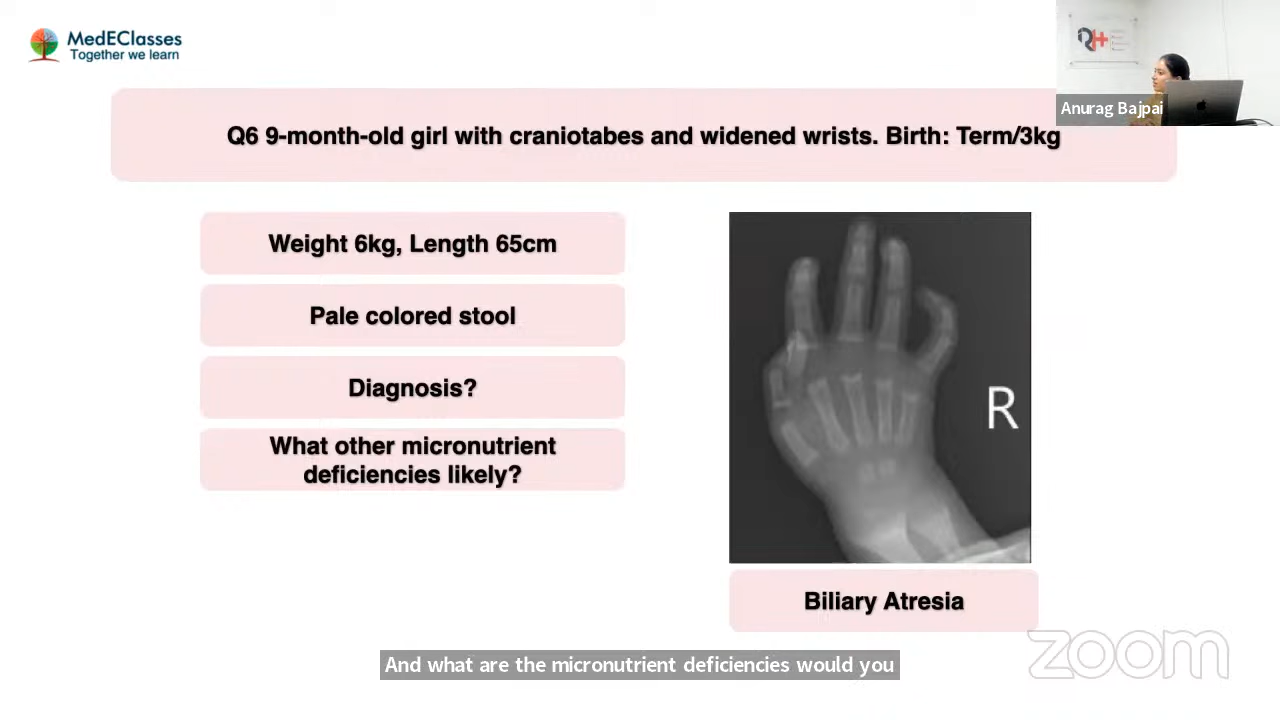 MedEClasses
Together we learn
RH+
Anurag Bajpai
Q6 9-month-old girl with craniotabes and widened wrists. Birth: Term/3kg
Weight 6kg, Length 65cm
Pale colored stool
Diagnosis?
What other micronutrient
deficiencies likely?
R
Biliary Atresia
And what are the micronutrient deficiencies would you
zoom